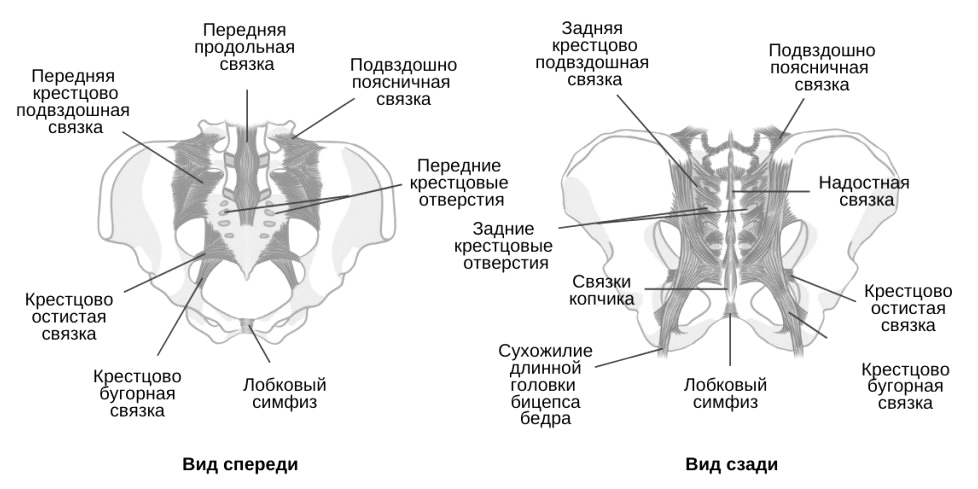 Передняя
продольная
связка
Подвздошно
поясничная
связка
Передняя
крестцово
подвздошная
связка
Передние
крестцовые
отверстия
Крестцово
остистая
связка
Крестцово
бугорная
связка
Лобковый
симфиз
Вид спереди
Задняя
крестцово
подвздошная
связка
Подвздошно
поясничная
связка
Надостная
связка
Задние
крестцовые
отверстия
Связки
копчика
Крестцово
остистая
связка
Сухожилие
длинной
головки
бицепса
бедра
Лобковый
симфиз
Крестцово
бугорная
связка
Вид сзади